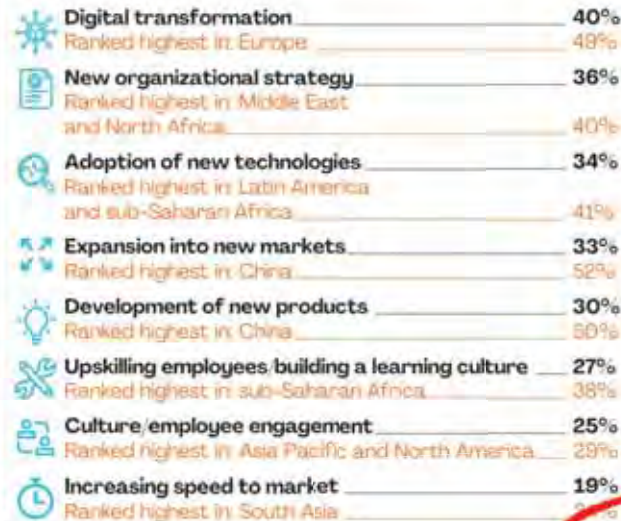 Digital transformation 40%
Ranked highest in: Europe 49%
New organizational strategy 36%
Ranked highest in: Middle East
and North Africa 40%
Adoption of new technologies 34%
Ranked highest in: Latin America
and sub-Saharan Africa 41%
Expansion into new markets 33%
Ranked highest in: China 52%
Development of new products 30%
Ranked highest in: China 50%
Upskilling employees/building a learning culture 27%
Ranked highest in: sub-Saharan Africa 38%
Culture/employee engagement 25%
Ranked highest in: Asia Pacific and North America 29%
Increasing speed to market 19%
Ranked highest in: South Asia